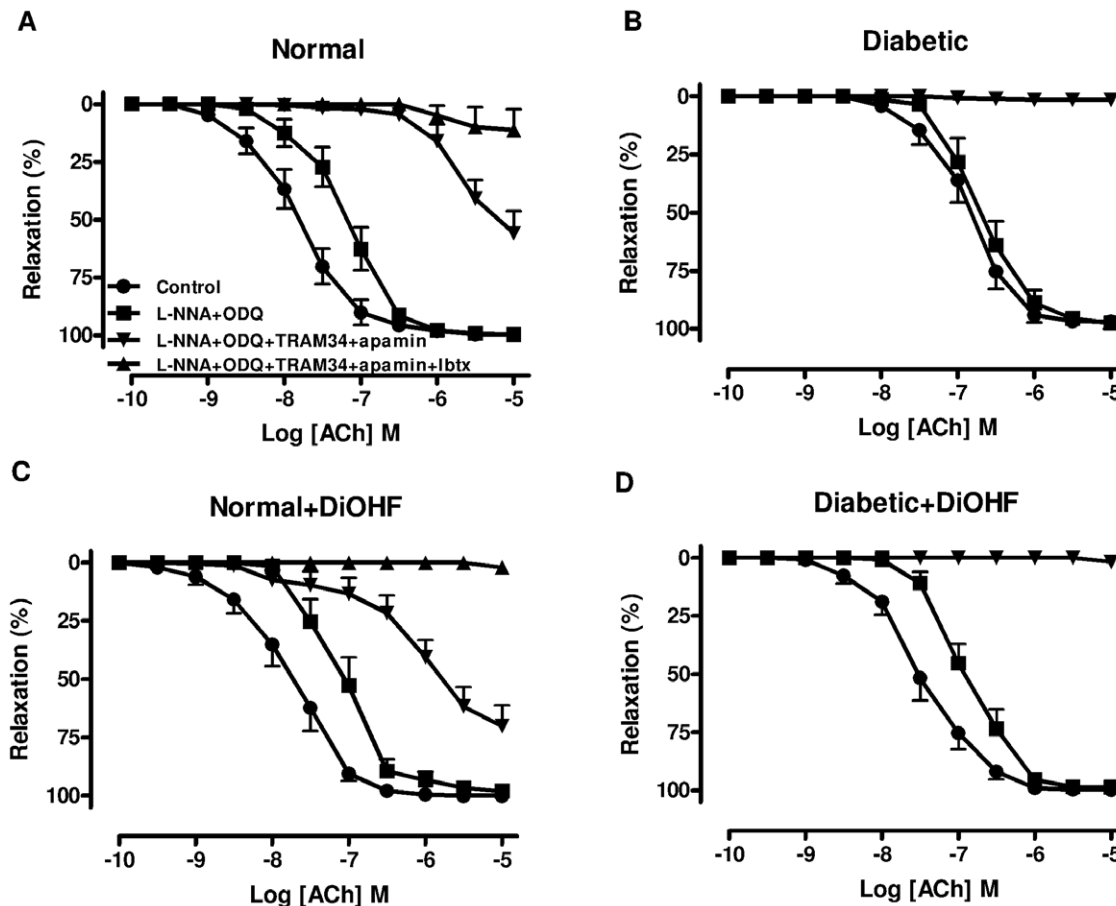 A
Normal
Relaxation (%)
0
25
50
75
100
Control
L-NNA+ODQ
L-NNA+ODQ+TRAM34+apamin
L-NNA+ODQ+TRAM34+apamin+Ibtx
-10 -9 -8 -7 -6 -5
Log [ACh] M
B
Diabetic
Relaxation (%)
0
25
50
75
100
-10 -9 -8 -7 -6 -5
Log [ACh] M
C
Normal+DiOHF
Relaxation (%)
0
25
50
75
100
-10 -9 -8 -7 -6 -5
Log [ACh] M
D
Diabetic+DiOHF
Relaxation (%)
0
25
50
75
100
-10 -9 -8 -7 -6 -5
Log [ACh] M